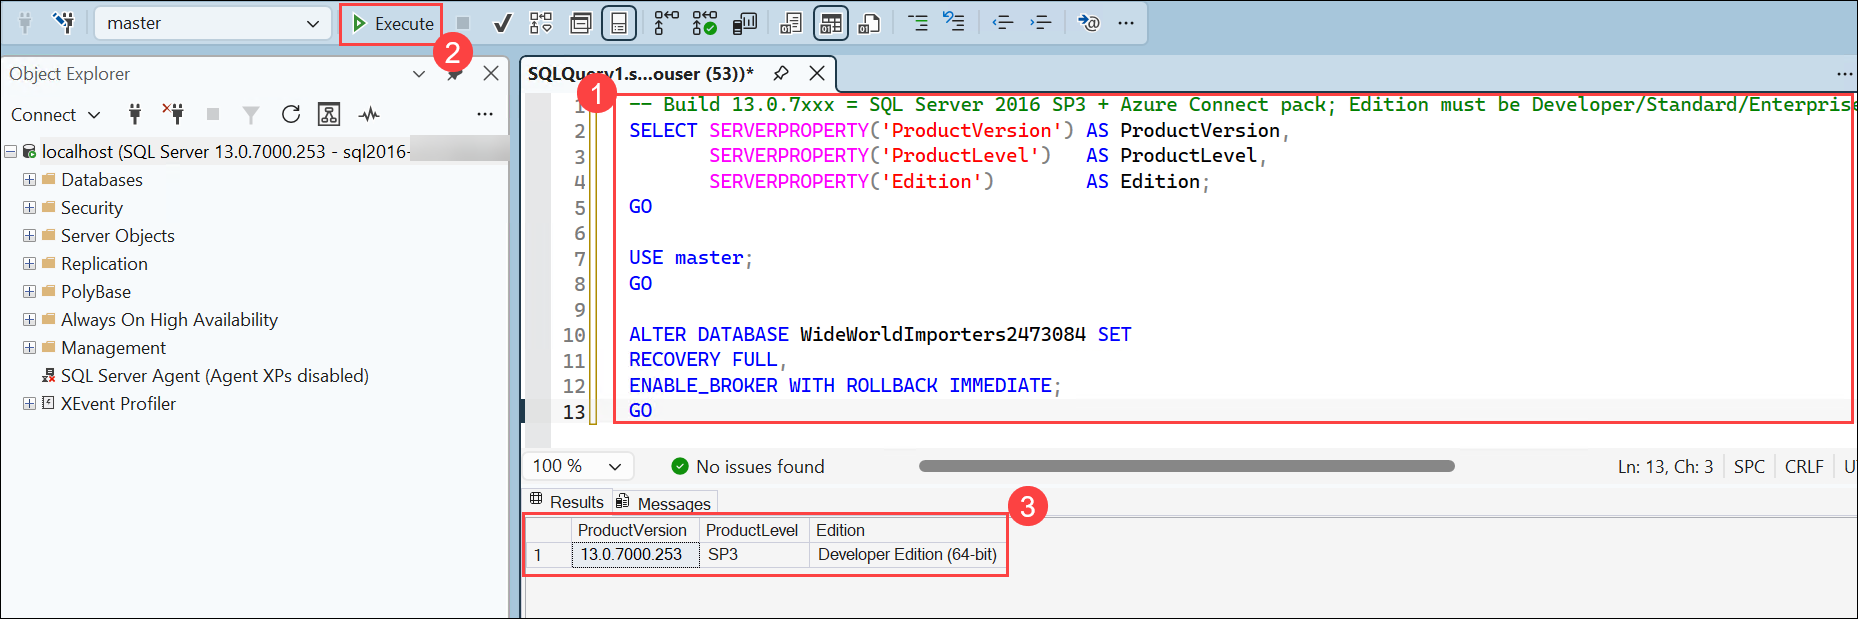 master
Execute
2
Object Explorer
SQLQuery1.s...ouser (53))*
Connect
localhost (SQL Server 13.0.7000.253 - sql2016-
Databases
Security
Server Objects
Replication
PolyBase
Always On High Availability
Management
SQL Server Agent (Agent XPs disabled)
XEvent Profiler
1
1 -- Build 13.0.7xxx = SQL Server 2016 SP3 + Azure Connect pack; Edition must be Developer/Standard/Enterprise
2 SELECT SERVERPROPERTY('ProductVersion') AS ProductVersion,
3 SERVERPROPERTY('ProductLevel') AS ProductLevel,
4 SERVERPROPERTY('Edition') AS Edition;
5 GO
6
7 USE master;
8 GO
9
10 ALTER DATABASE WideWorldImporters2473084 SET
11 RECOVERY FULL,
12 ENABLE_BROKER WITH ROLLBACK IMMEDIATE;
13 GO
100 %
No issues found
Ln: 13, Ch: 3 SPC CRLF
Results Messages
3
ProductVersion ProductLevel Edition
1 13.0.7000.253 SP3 Developer Edition (64-bit)